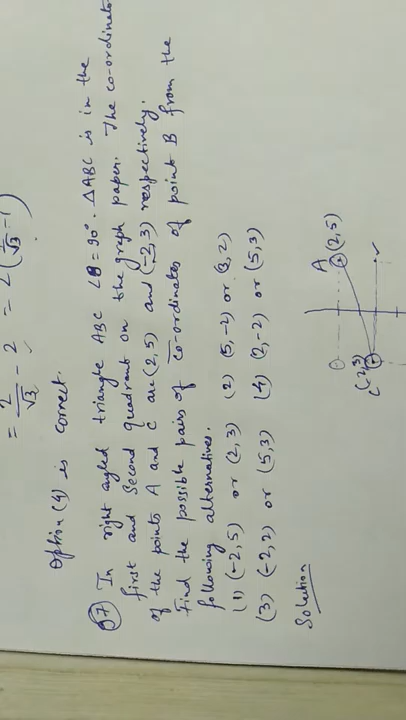 = 2/√3 - 2 = 2(1/√3 - 1)
Option (4) is correct.
(37) In right angled triangle ABC ∠B = 90°. △ABC is in the
first and Second quadrant on the graph paper. The co-ordinates
of the points A and C are (2, 5) and (-2, 3) respectively.
Find the possible pairs of co-ordinates of point B from the
following alternatives.
(1) (-2, 5) or (2, 3) (2) (5, -2) or (3, 2)
(3) (-2, 2) or (5, 3) (4) (2, -2) or (5, 3)
Solution
A (2, 5)
C (-2, 3)